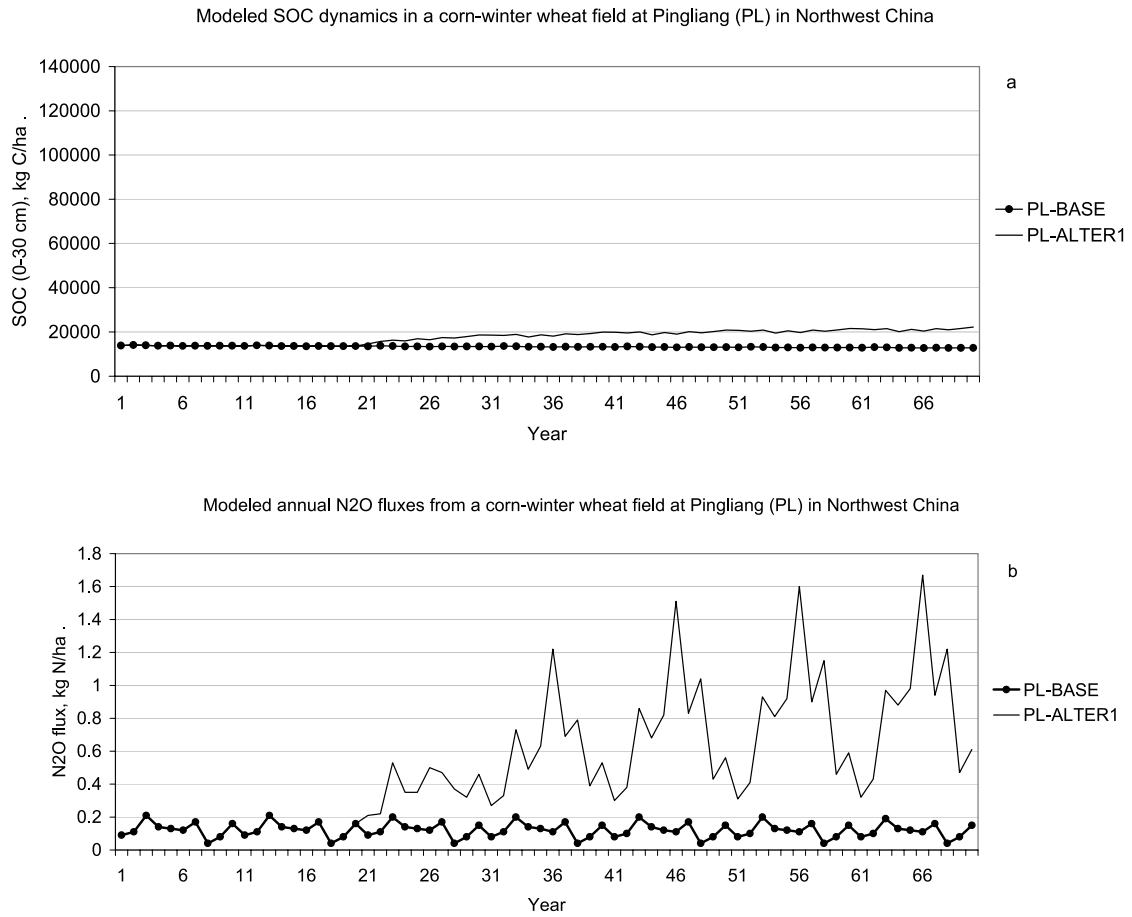 Modeled SOC dynamics in a corn-winter wheat field at Pingliang (PL) in Northwest China
a
140000
120000
100000
80000
60000
40000
20000
0
SOC (0-30 cm), kg C/ha .
PL-BASE
PL-ALTER1
1 6 11 16 21 26 31 36 41 46 51 56 61 66
Year
Modeled annual N2O fluxes from a corn-winter wheat field at Pingliang (PL) in Northwest China
b
1.8
1.6
1.4
1.2
1
0.8
0.6
0.4
0.2
0
N2O flux, kg N/ha .
PL-BASE
PL-ALTER1
1 6 11 16 21 26 31 36 41 46 51 56 61 66
Year